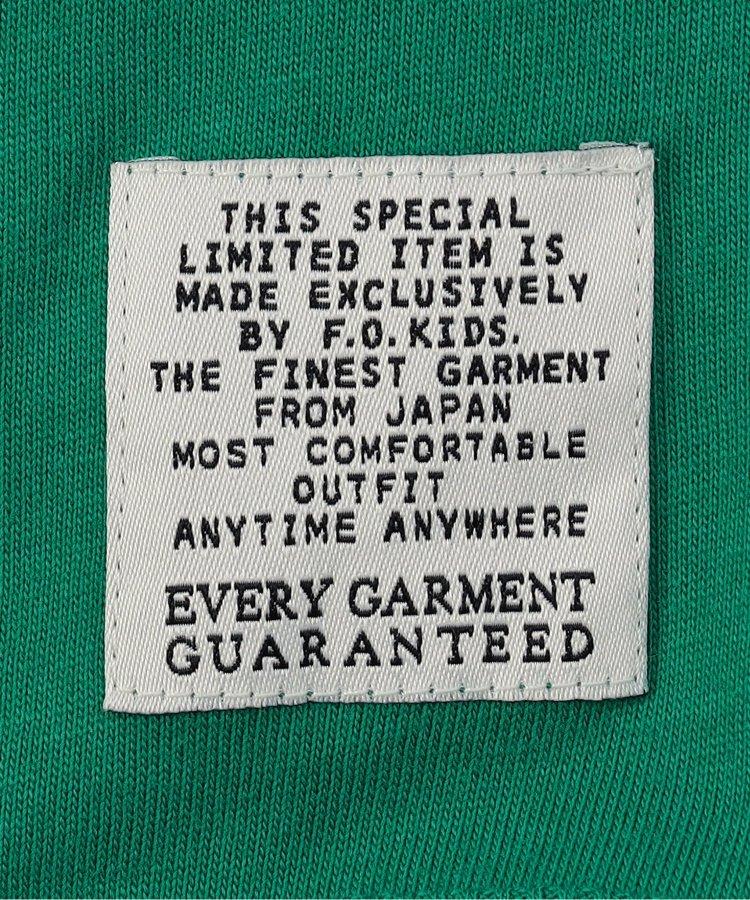 THIS SPECIAL
LIMITED ITEM IS
MADE EXCLUSIVELY
BY F.O.KIDS.
THE FINEST GARMENT
FROM JAPAN
MOST COMFORTABLE
OUTFIT
ANYTIME ANYWHERE
EVERY GARMENT
GUARANTEED